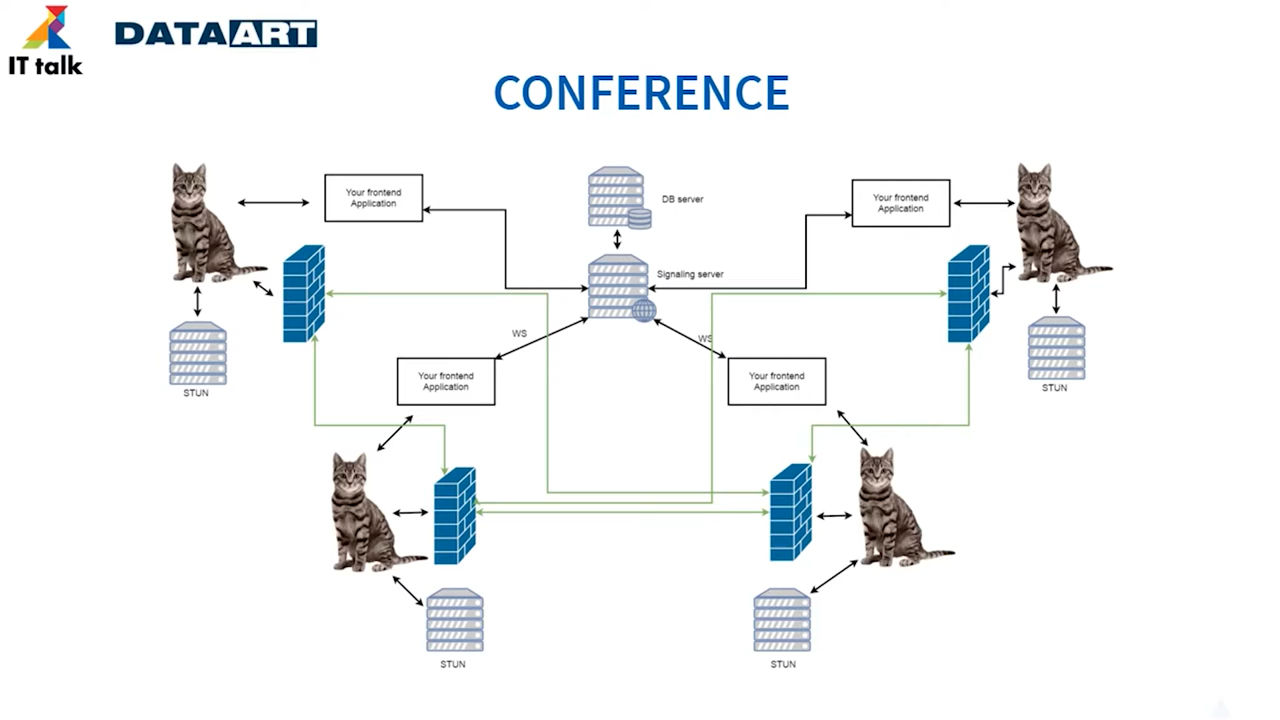 IT talk
DATAART
CONFERENCE
Your frontend
Application
DB server
Your frontend
Application
Signaling server
WS
WS
STUN
Your frontend
Application
Your frontend
Application
STUN
STUN
STUN